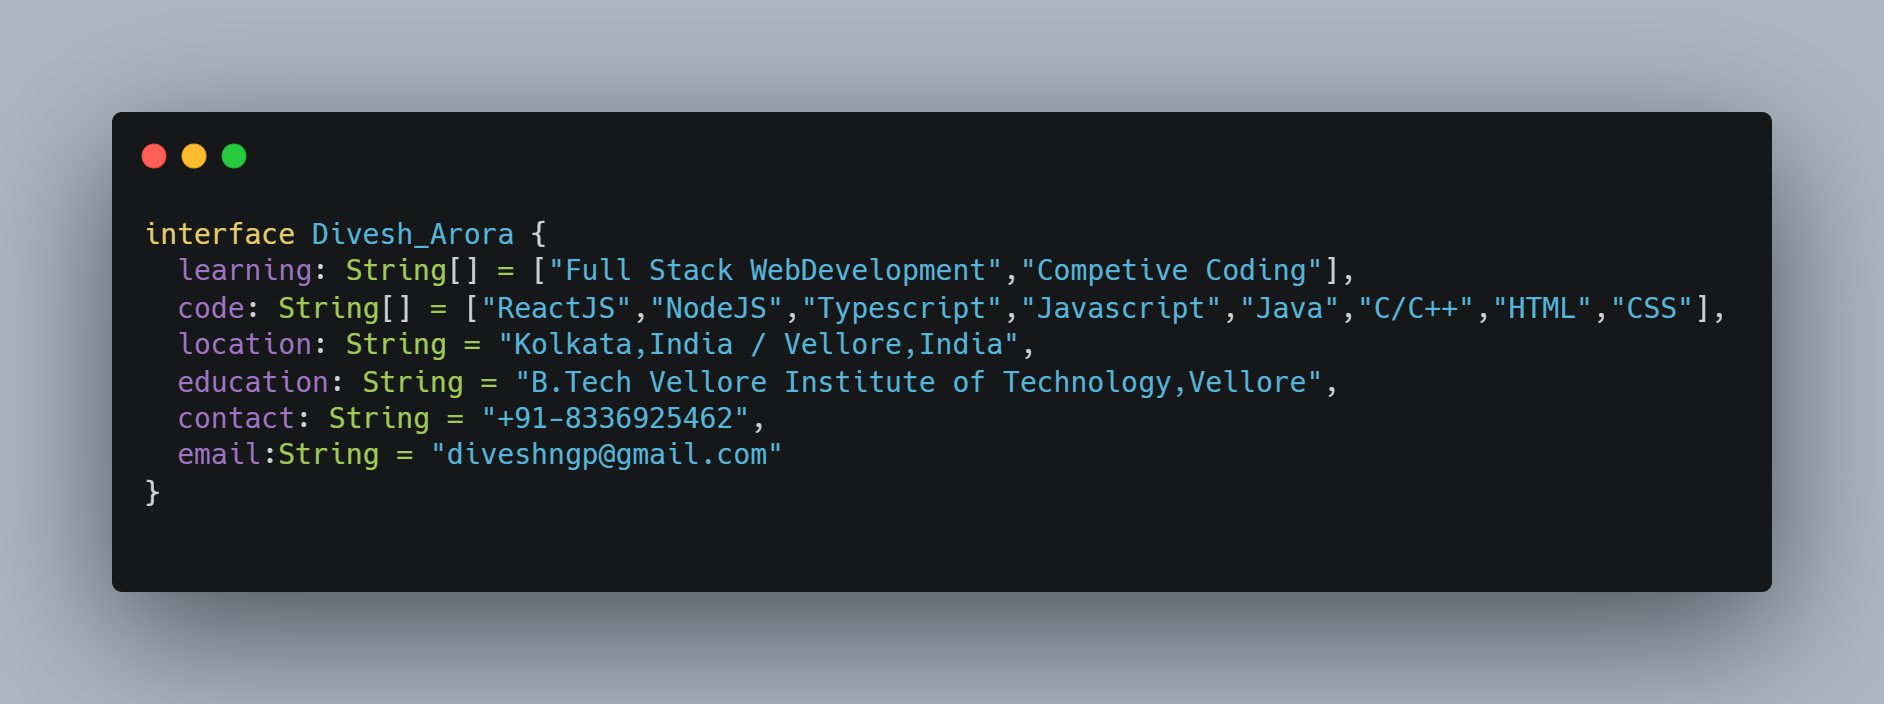 interface Divesh_Arora {
  learning: String[] = ["Full Stack WebDevelopment","Competive Coding"],
  code: String[] = ["ReactJS","NodeJS","Typescript","Javascript","Java","C/C++","HTML","CSS"],
  location: String = "Kolkata,India / Vellore,India",
  education: String = "B.Tech Vellore Institute of Technology,Vellore",
  contact: String = "+91-8336925462",
  email:String = "diveshngp@gmail.com"
}